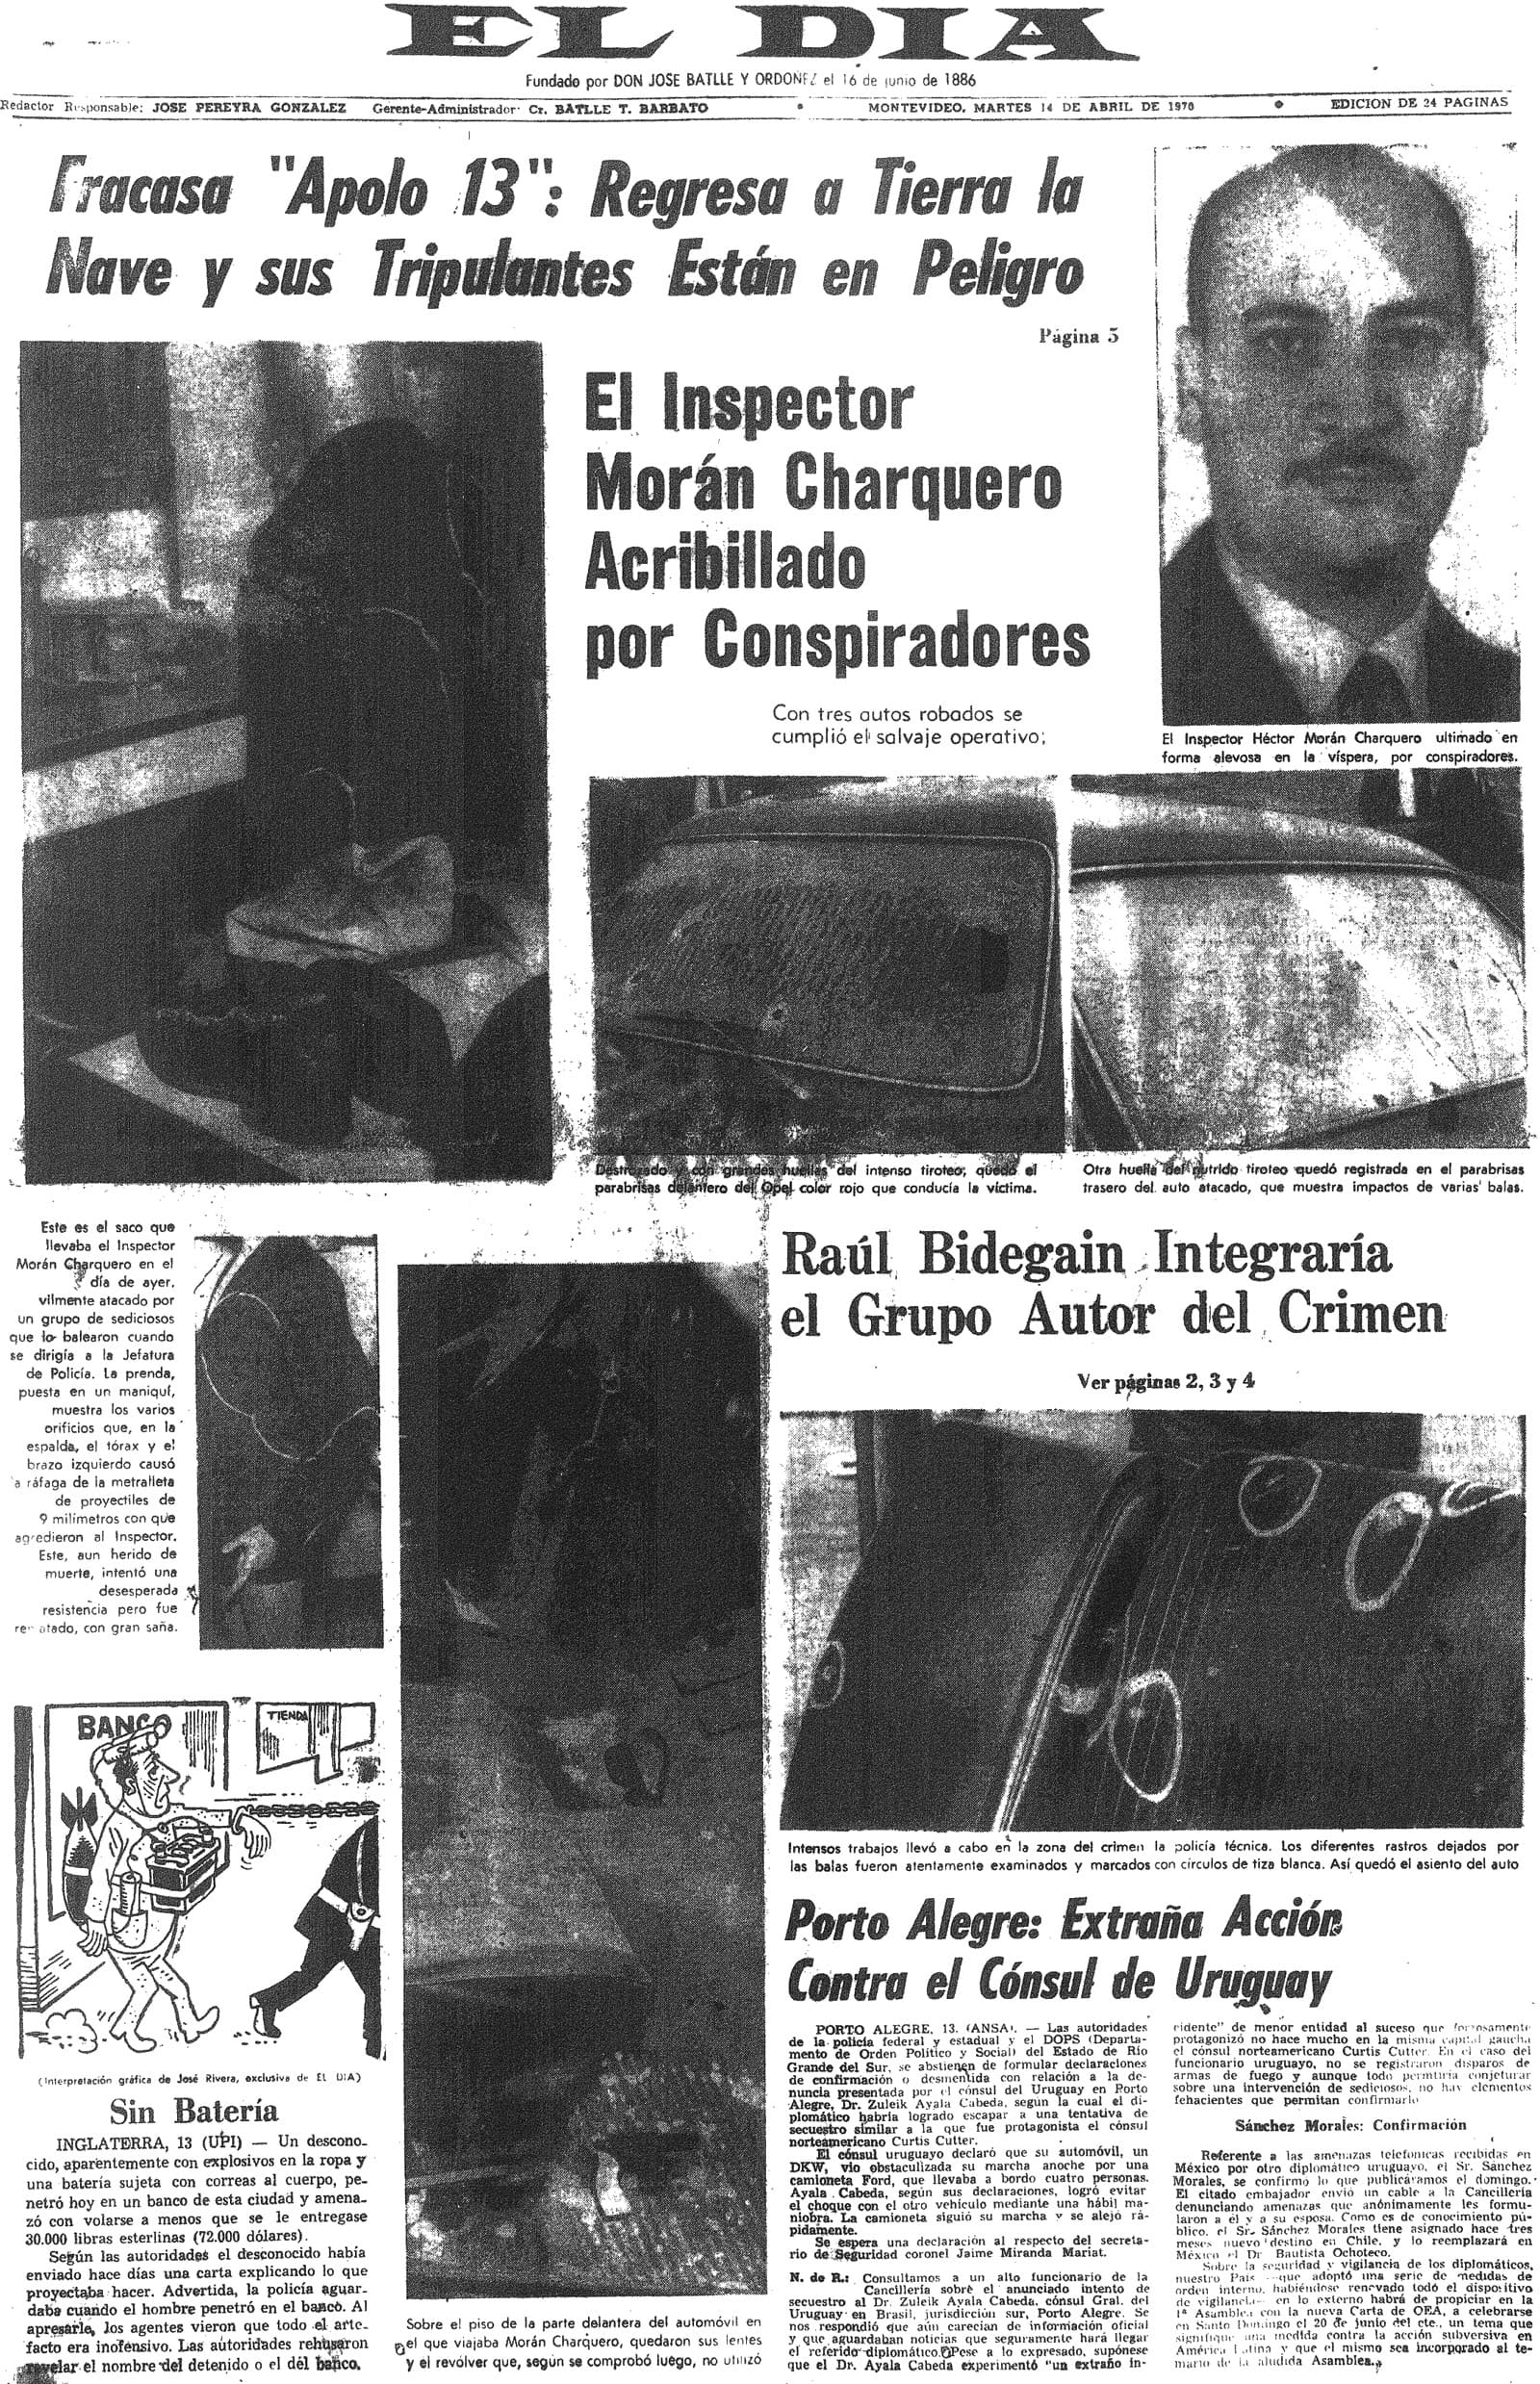 EL DIA
Fundado por DON JOSE BATLLE Y ORDOÑEZ el 16 de junio de 1886
Redactor Responsable: JOSE PEREYRA GONZALEZ Gerente-Administrador: Cr. BATLLE T. BARBATO • MONTEVIDEO, MARTES 14 DE ABRIL DE 1970 • EDICION DE 24 PAGINAS
Fracasa "Apolo 13": Regresa a Tierra la
Nave y sus Tripulantes Están en Peligro
Página 5
El Inspector
Morán Charquero
Acribillado
por Conspiradores
Con tres autos robados se
cumplió el salvaje operativo;
El Inspector Héctor Morán Charquero ultimado en
forma alevosa en la víspera, por conspiradores.
Destrozado y con grandes huellas del intenso tiroteo, quedó el
parabrisas delantero del Opel color rojo que conducía la víctima.
Otra huella del nutrido tiroteo quedó registrada en el parabrisas
trasero del auto atacado, que muestra impactos de varias balas.
Este es el saco que
llevaba el Inspector
Morán Charquero en el
día de ayer,
vilmente atacado por
un grupo de sediciosos
que lo balearon cuando
se dirigía a la Jefatura
de Policía. La prenda,
puesta en un maniquí,
muestra los varios
orificios que, en la
espalda, el tórax y el
brazo izquierdo causó
la ráfaga de la metralleta
de proyectiles de
9 milímetros con que
agredieron al Inspector.
Este, aun herido de
muerte, intentó una
desesperada
resistencia pero fue
rematado, con gran saña.
Raúl Bidegain Integraría
el Grupo Autor del Crimen
Ver páginas 2, 3 y 4
Intensos trabajos llevó a cabo en la zona del crimen la policía técnica. Los diferentes rastros dejados por
las balas fueron atentamente examinados y marcados con círculos de tiza blanca. Así quedó el asiento del auto
BANCO
TIENDA
(Interpretación gráfica de José Rivera, exclusiva de EL DIA)
Sin Batería
INGLATERRA, 13 (UPI) — Un descono-
cido, aparentemente con explosivos en la ropa y
una batería sujeta con correas al cuerpo, pe-
netró hoy en un banco de esta ciudad y amena-
zó con volarse a menos que se le entregase
30.000 libras esterlinas (72.000 dólares).
Según las autoridades el desconocido había
enviado hace días una carta explicando lo que
proyectaba hacer. Advertida, la policía aguar-
daba cuando el hombre penetró en el banco. Al
apresarle, los agentes vieron que todo el arte-
facto era inofensivo. Las autoridades rehusaron
revelar el nombre del detenido o el del banco.
Sobre el piso de la parte delantera del automóvil en
el que viajaba Morán Charquero, quedaron sus lentes
y el revólver que, según se comprobó luego, no utilizó
Porto Alegre: Extraña Acción
Contra el Cónsul de Uruguay
PORTO ALEGRE, 13. (ANSA). — Las autoridades
de la policía federal y estadual y el DOPS (Departa-
mento de Orden Político y Social) del Estado de Río
Grande del Sur, se abstienen de formular declaraciones
de confirmación o desmentida con relación a la de-
nuncia presentada por el cónsul del Uruguay en Porto
Alegre, Dr. Zuleik Ayala Cabeda, según la cual el di-
plomático habría logrado escapar a una tentativa de
secuestro similar a la que fue protagonista el cónsul
norteamericano Curtis Cutter.
El cónsul uruguayo declaró que su automóvil, un
DKW, vio obstaculizada su marcha anoche por una
camioneta Ford, que llevaba a bordo cuatro personas.
Ayala Cabeda, según sus declaraciones, logró evitar
el choque con el otro vehículo mediante una hábil ma-
niobra. La camioneta siguió su marcha y se alejó rá-
pidamente.
Se espera una declaración al respecto del secreta-
rio de Seguridad coronel Jaime Miranda Mariat.
N. de R.: Consultamos a un alto funcionario de la
Cancillería sobre el anunciado intento de
secuestro al Dr. Zuleik Ayala Cabeda, cónsul Gral. del
Uruguay en Brasil, jurisdicción sur, Porto Alegre. Se
nos respondió que aún carecían de información oficial
y que aguardaban noticias que seguramente hará llegar
el referido diplomático. Pese a lo expresado, supónese
que el Dr. Ayala Cabeda experimentó "un extraño in-
cidente" de menor entidad al suceso que forzosamente
protagonizó no hace mucho en la misma capital gaucha
el cónsul norteamericano Curtis Cutter. En el caso del
funcionario uruguayo, no se registraron disparos de
armas de fuego y aunque todo permitiría conjeturar
sobre una intervención de sediciosos, no hay elementos
fehacientes que permitan confirmarlo
Sánchez Morales: Confirmación
Referente a las amenazas telefónicas recibidas en
México por otro diplomático uruguayo, el Sr. Sánchez
Morales, se confirmó lo que publicáramos el domingo.
El citado embajador envió un cable a la Cancillería
denunciando amenazas que anónimamente les formu-
laron a él y a su esposa. Como es de conocimiento pú-
blico, el Sr. Sánchez Morales tiene asignado hace tres
meses nuevo destino en Chile, y lo reemplazará en
México el Dr. Bautista Ochoteco.
Sobre la seguridad y vigilancia de los diplomáticos,
nuestro País —que adoptó una serie de medidas de
orden interno, habiéndose renovado todo el dispositivo
de vigilancia— en lo externo habrá de propiciar en la
1ª Asamblea con la nueva Carta de OEA, a celebrarse
en Santo Domingo el 20 de junio del cte., un tema que
signifique una medida contra la acción subversiva en
América Latina y que el mismo sea incorporado al te-
mario de la aludida Asamblea.